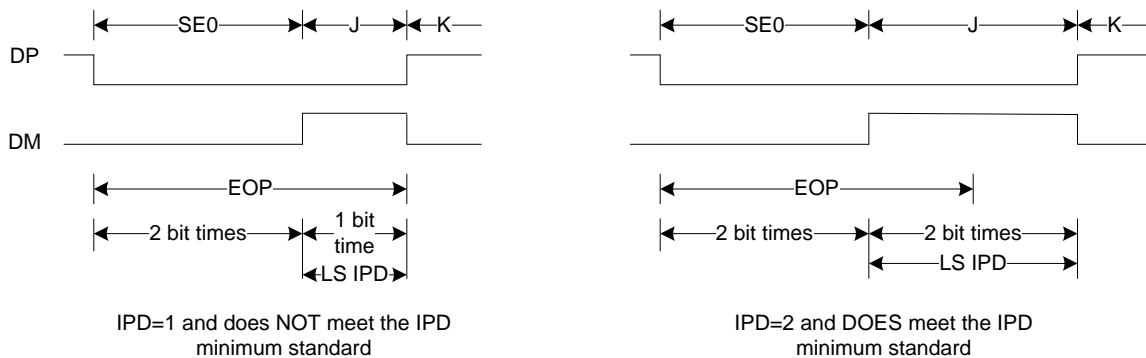 SE0 J K
DP
DM
EOP
2 bit times
1 bit
time
LS IPD
IPD=1 and does NOT meet the IPD
minimum standard
SE0 J K
EOP
2 bit times 2 bit times
LS IPD
IPD=2 and DOES meet the IPD
minimum standard